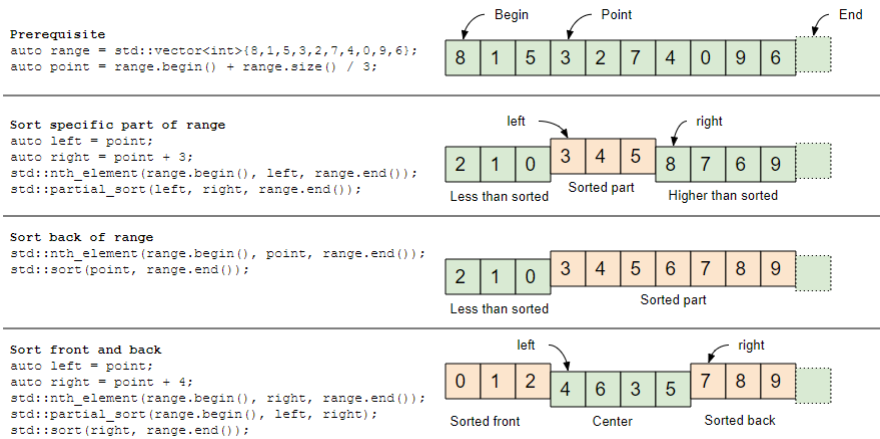 Prerequisite
auto range = std::vector<int>{8,1,5,3,2,7,4,0,9,6};
auto point = range.begin() + range.size() / 3;
Begin Point End
8 1 5 3 2 7 4 0 9 6
Sort specific part of range
auto left = point;
auto right = point + 3;
std::nth_element(range.begin(), left, range.end());
std::partial_sort(left, right, range.end());
left right
2 1 0 3 4 5 8 7 6 9
Less than sorted Sorted part Higher than sorted
Sort back of range
std::nth_element(range.begin(), point, range.end());
std::sort(point, range.end());
2 1 0 3 4 5 6 7 8 9
Less than sorted Sorted part
Sort front and back
auto left = point;
auto right = point + 4;
std::nth_element(range.begin(), right, range.end());
std::partial_sort(range.begin(), left, right);
std::sort(right, range.end());
left right
0 1 2 4 6 3 5 7 8 9
Sorted front Center Sorted back